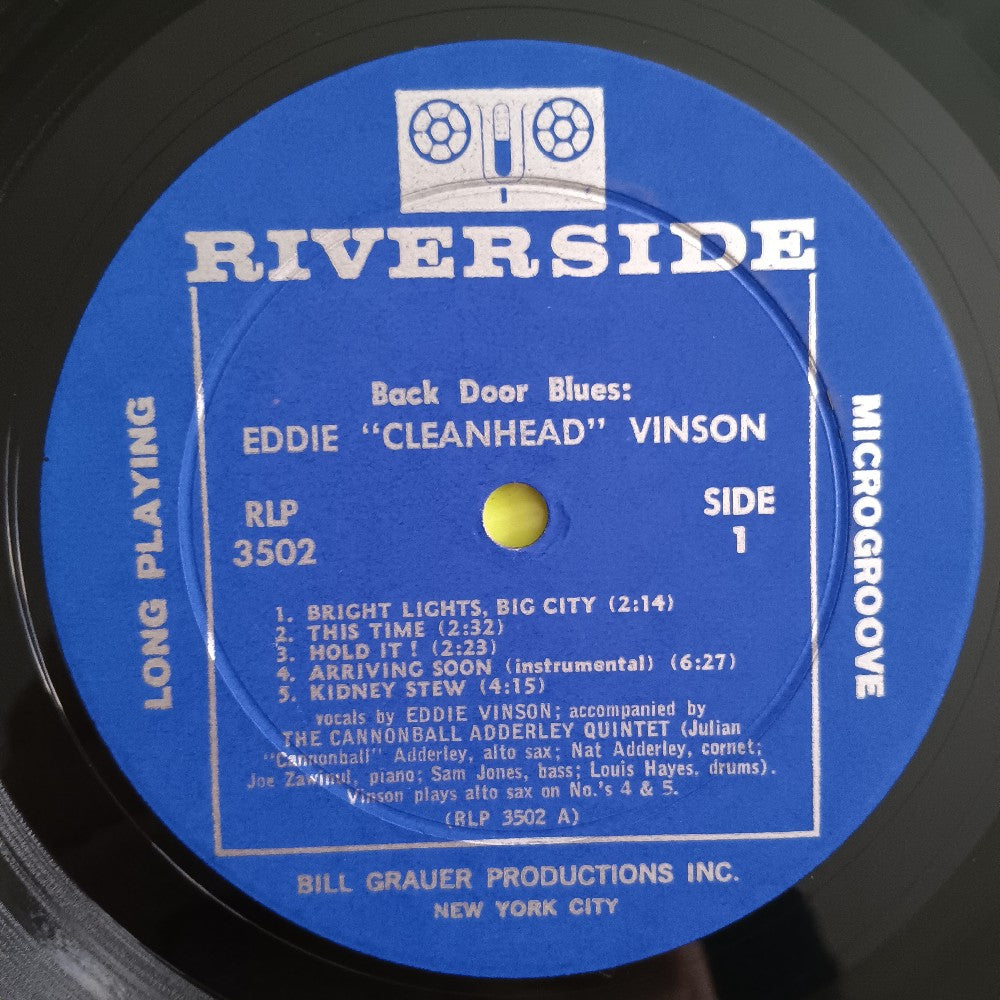 RIVERSIDE
Back Door Blues:
EDDIE “CLEANHEAD” VINSON
RLP
3502
SIDE
1
LONG PLAYING
MICROGROOVE
1. BRIGHT LIGHTS, BIG CITY (2:14)
2. THIS TIME (2:32)
3. HOLD IT ! (2:23)
4. ARRIVING SOON (instrumental) (6:27)
5. KIDNEY STEW (4:15)
vocals by EDDIE VINSON; accompanied by
THE CANNONBALL ADDERLEY QUINTET (Julian
“Cannonball” Adderley, alto sax; Nat Adderley, cornet;
Joe Zawinul, piano; Sam Jones, bass; Louis Hayes, drums).
Vinson plays alto sax on No.'s 4 & 5.
(RLP 3502 A)
BILL GRAUER PRODUCTIONS INC.
NEW YORK CITY